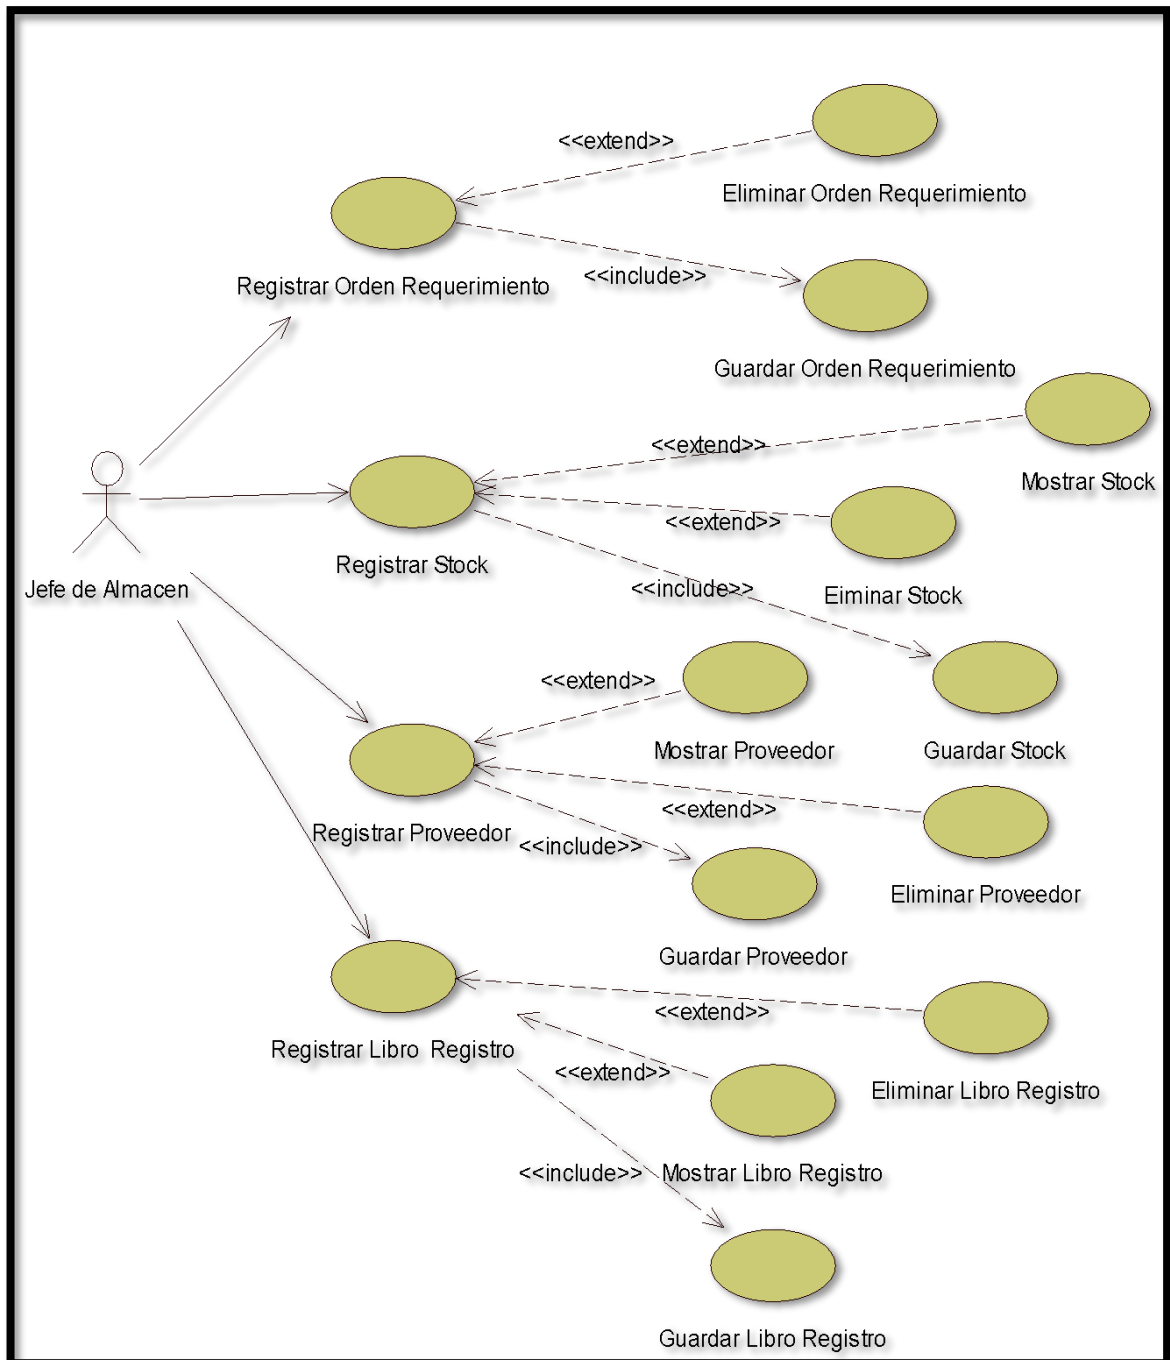 <<extend>>
Eliminar Orden Requerimiento
Registrar Orden Requerimiento
<<include>>
Guardar Orden Requerimiento
<<extend>>
Mostrar Stock
<<extend>>
Registrar Stock
Jefe de Almacen
<<include>>
Eiminar Stock
<<extend>>
Mostrar Proveedor
Guardar Stock
<<extend>>
Registrar Proveedor
<<include>>
Eliminar Proveedor
Guardar Proveedor
<<extend>>
Registrar Libro  Registro
<<extend>>
Eliminar Libro Registro
<<include>>
Mostrar Libro Registro
Guardar Libro Registro